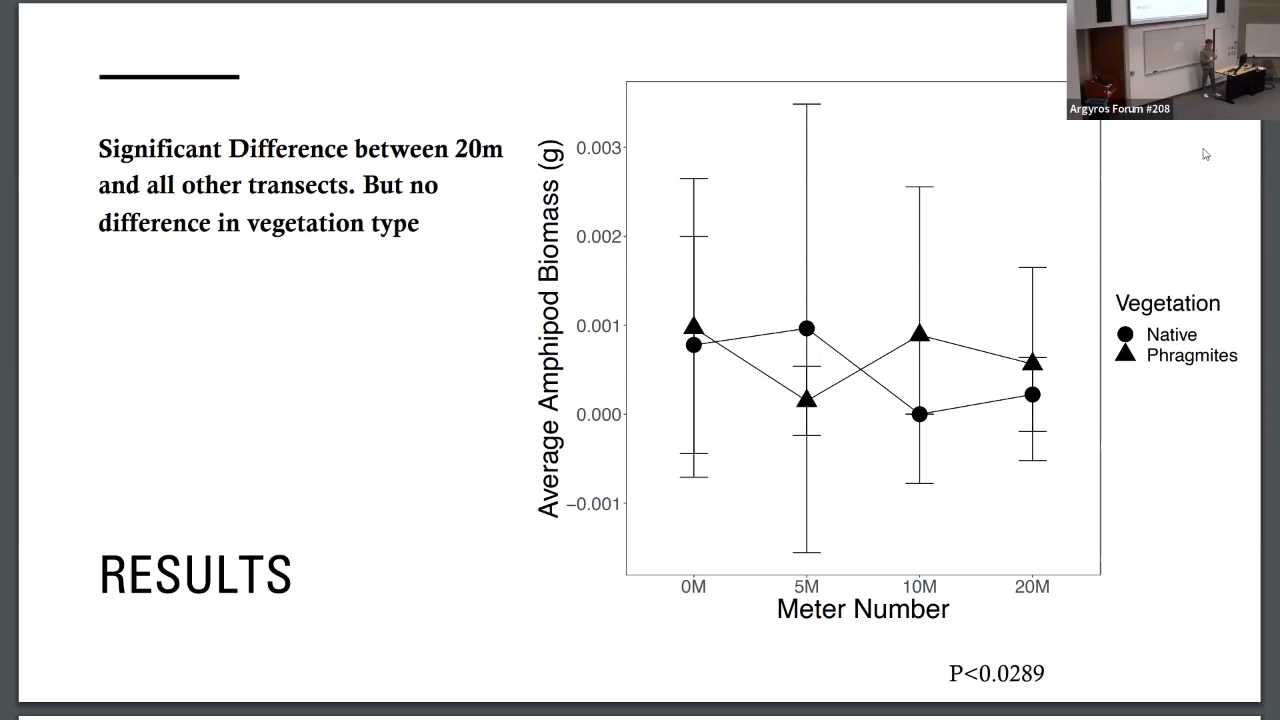 Argyros Forum #208
Significant Difference between 20m
and all other transects. But no
difference in vegetation type
RESULTS
Average Amphipod Biomass (g)
0.003
0.002
0.001
0.000
−0.001
0M 5M 10M 20M
Meter Number
Vegetation
Native
Phragmites
P<0.0289